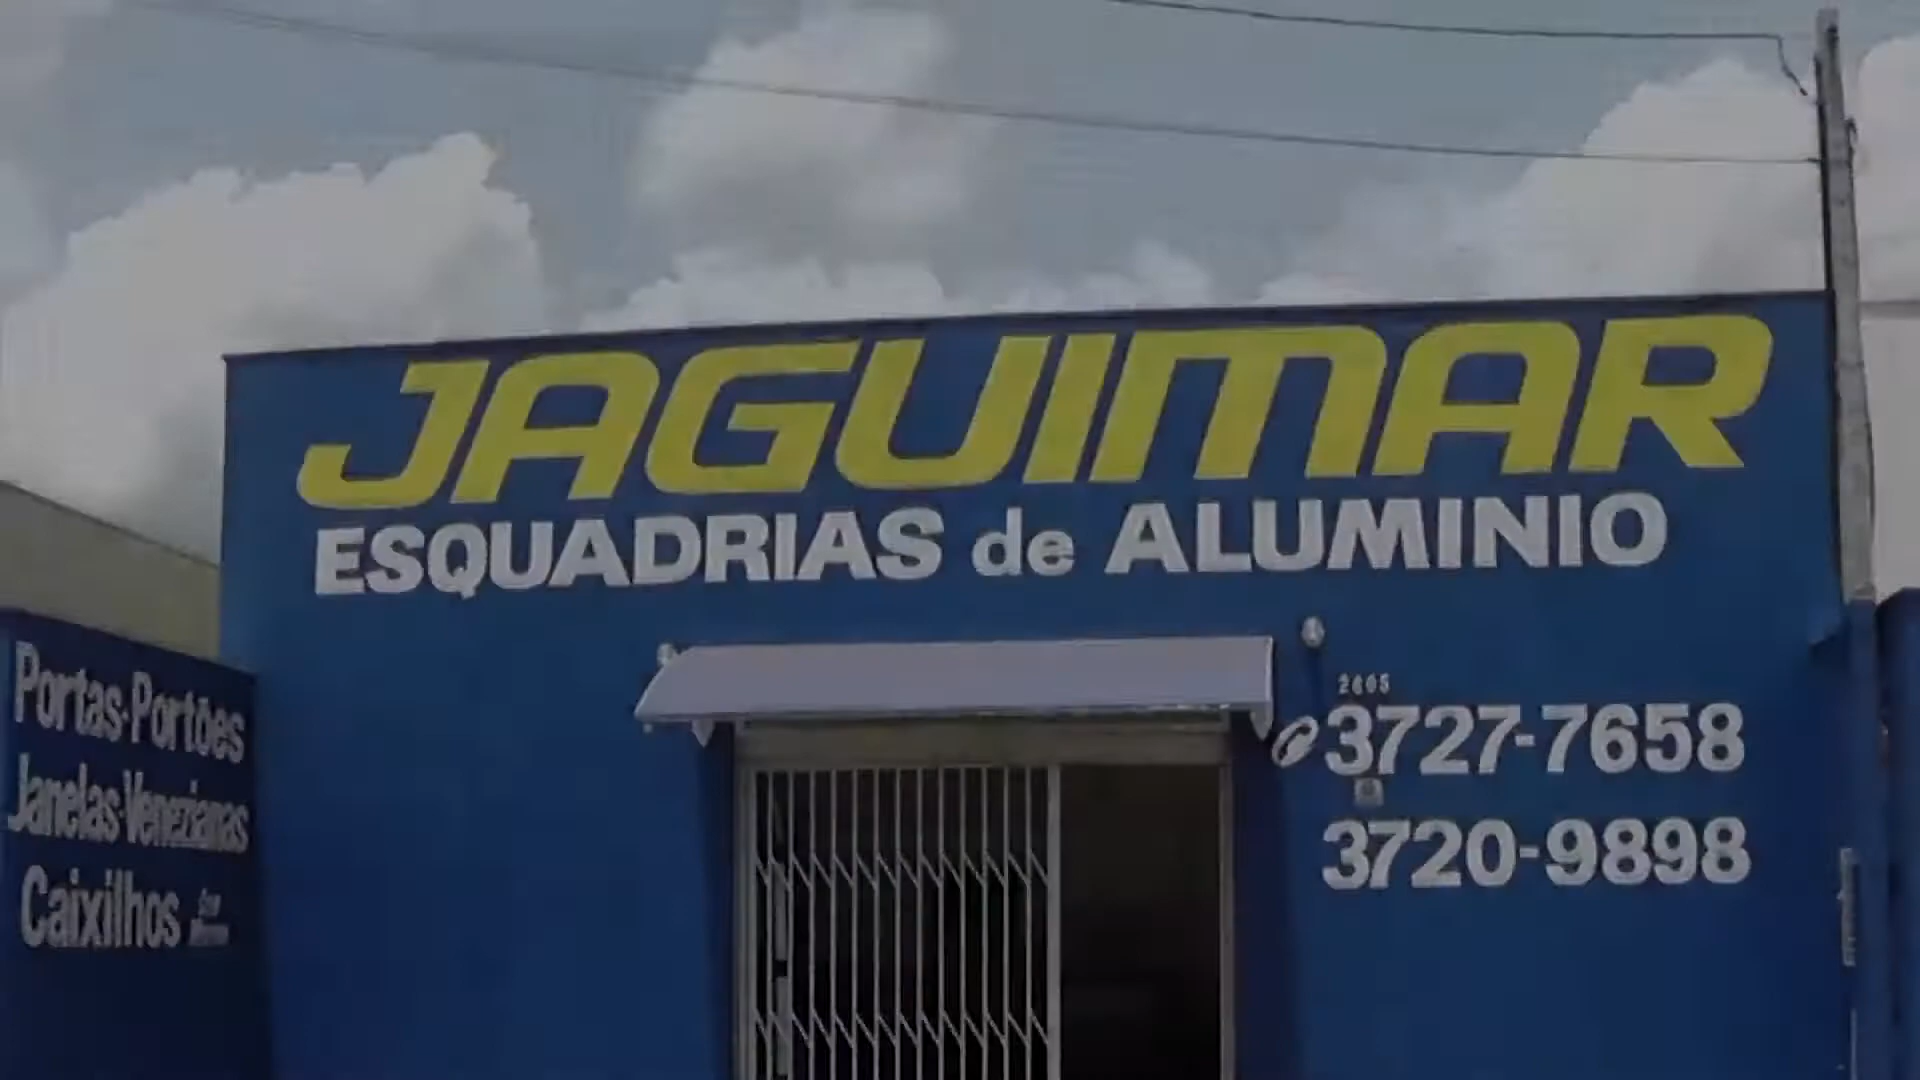 JAGUIMAR
ESQUADRIAS de ALUMINIO
Portas-Portões
Janelas-Venezianas
Caixilhos
2605
3727-7658
3720-9898